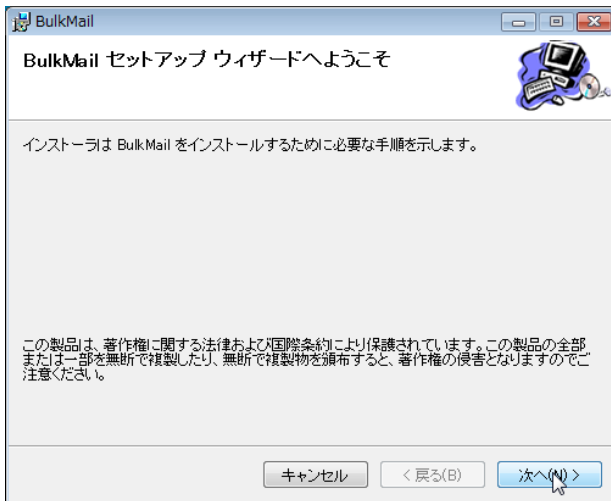 BulkMail
BulkMail セットアップ ウィザードへようこそ
インストーラは BulkMail をインストールするために必要な手順を示します。
この製品は、著作権に関する法律および国際条約により保護されています。この製品の全部
または一部を無断で複製したり、無断で複製物を頒布すると、著作権の侵害となりますのでご
注意ください。
キャンセル
< 戻る(B)
次へ(N) >